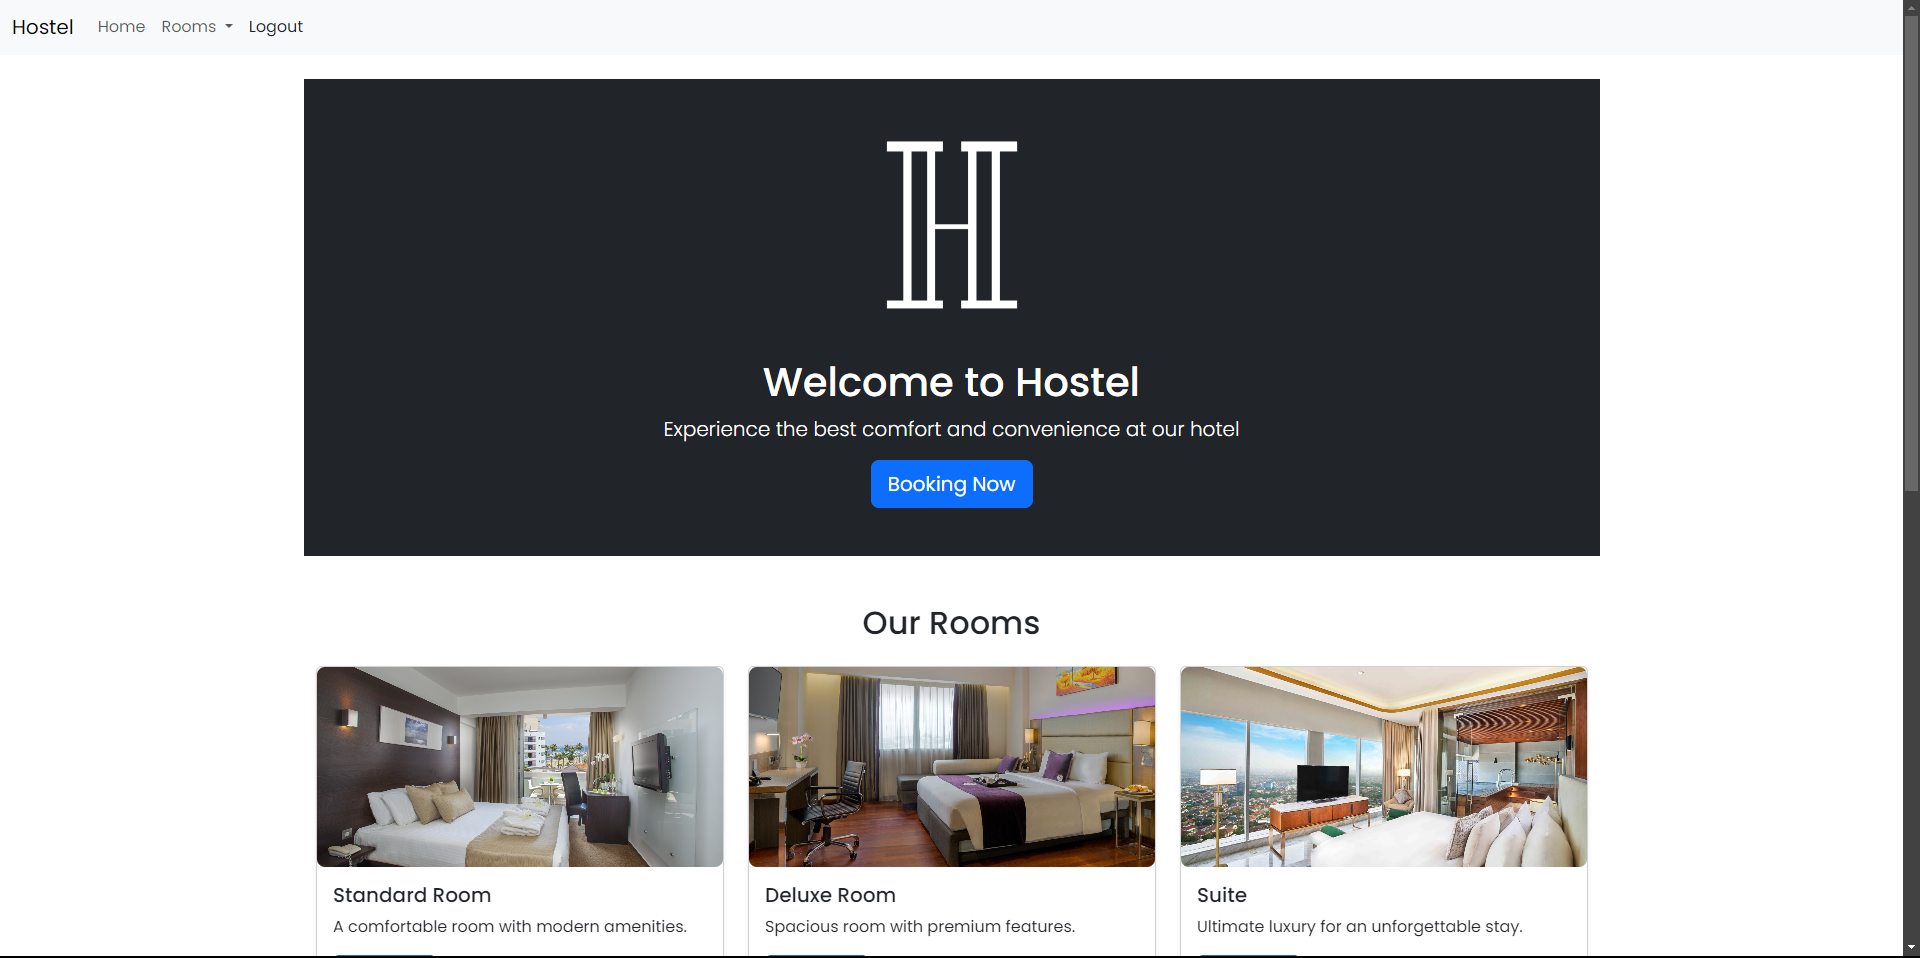 Hostel Home Rooms Logout
H
Welcome to Hostel
Experience the best comfort and convenience at our hotel
Booking Now
Our Rooms
Standard Room
A comfortable room with modern amenities.
Deluxe Room
Spacious room with premium features.
Suite
Ultimate luxury for an unforgettable stay.